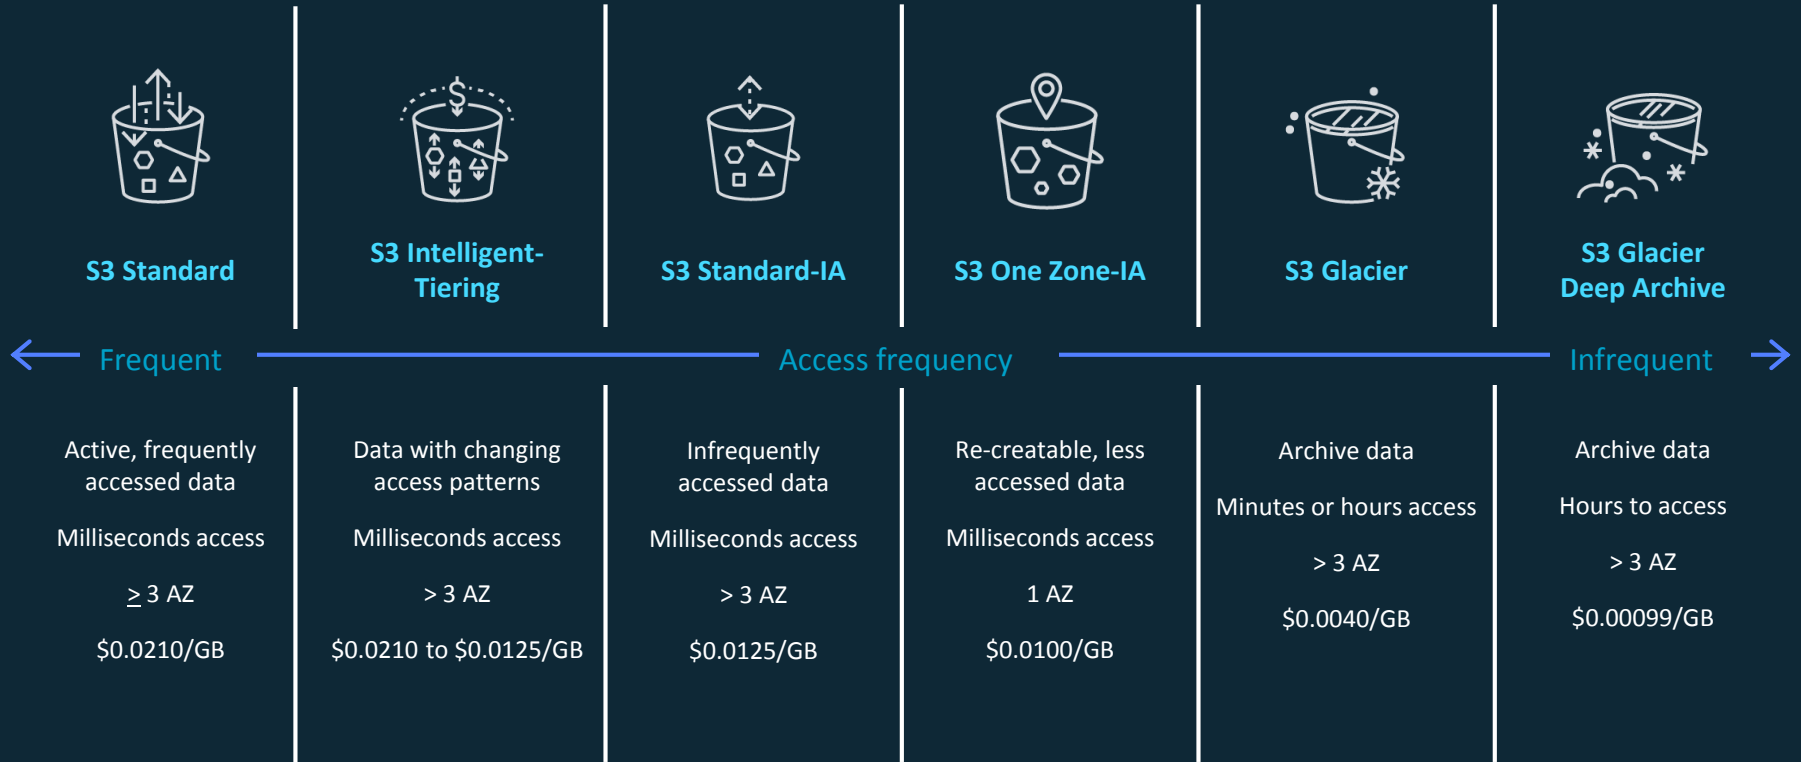 $
S3 Standard
S3 Intelligent-
Tiering
S3 Standard-IA
S3 One Zone-IA
S3 Glacier
S3 Glacier
Deep Archive
Frequent
Access frequency
Infrequent
Active, frequently
accessed data
Milliseconds access
≥ 3 AZ
$0.0210/GB
Data with changing
access patterns
Milliseconds access
> 3 AZ
$0.0210 to $0.0125/GB
Infrequently
accessed data
Milliseconds access
> 3 AZ
$0.0125/GB
Re-creatable, less
accessed data
Milliseconds access
1 AZ
$0.0100/GB
Archive data
Minutes or hours access
> 3 AZ
$0.0040/GB
Archive data
Hours to access
> 3 AZ
$0.00099/GB